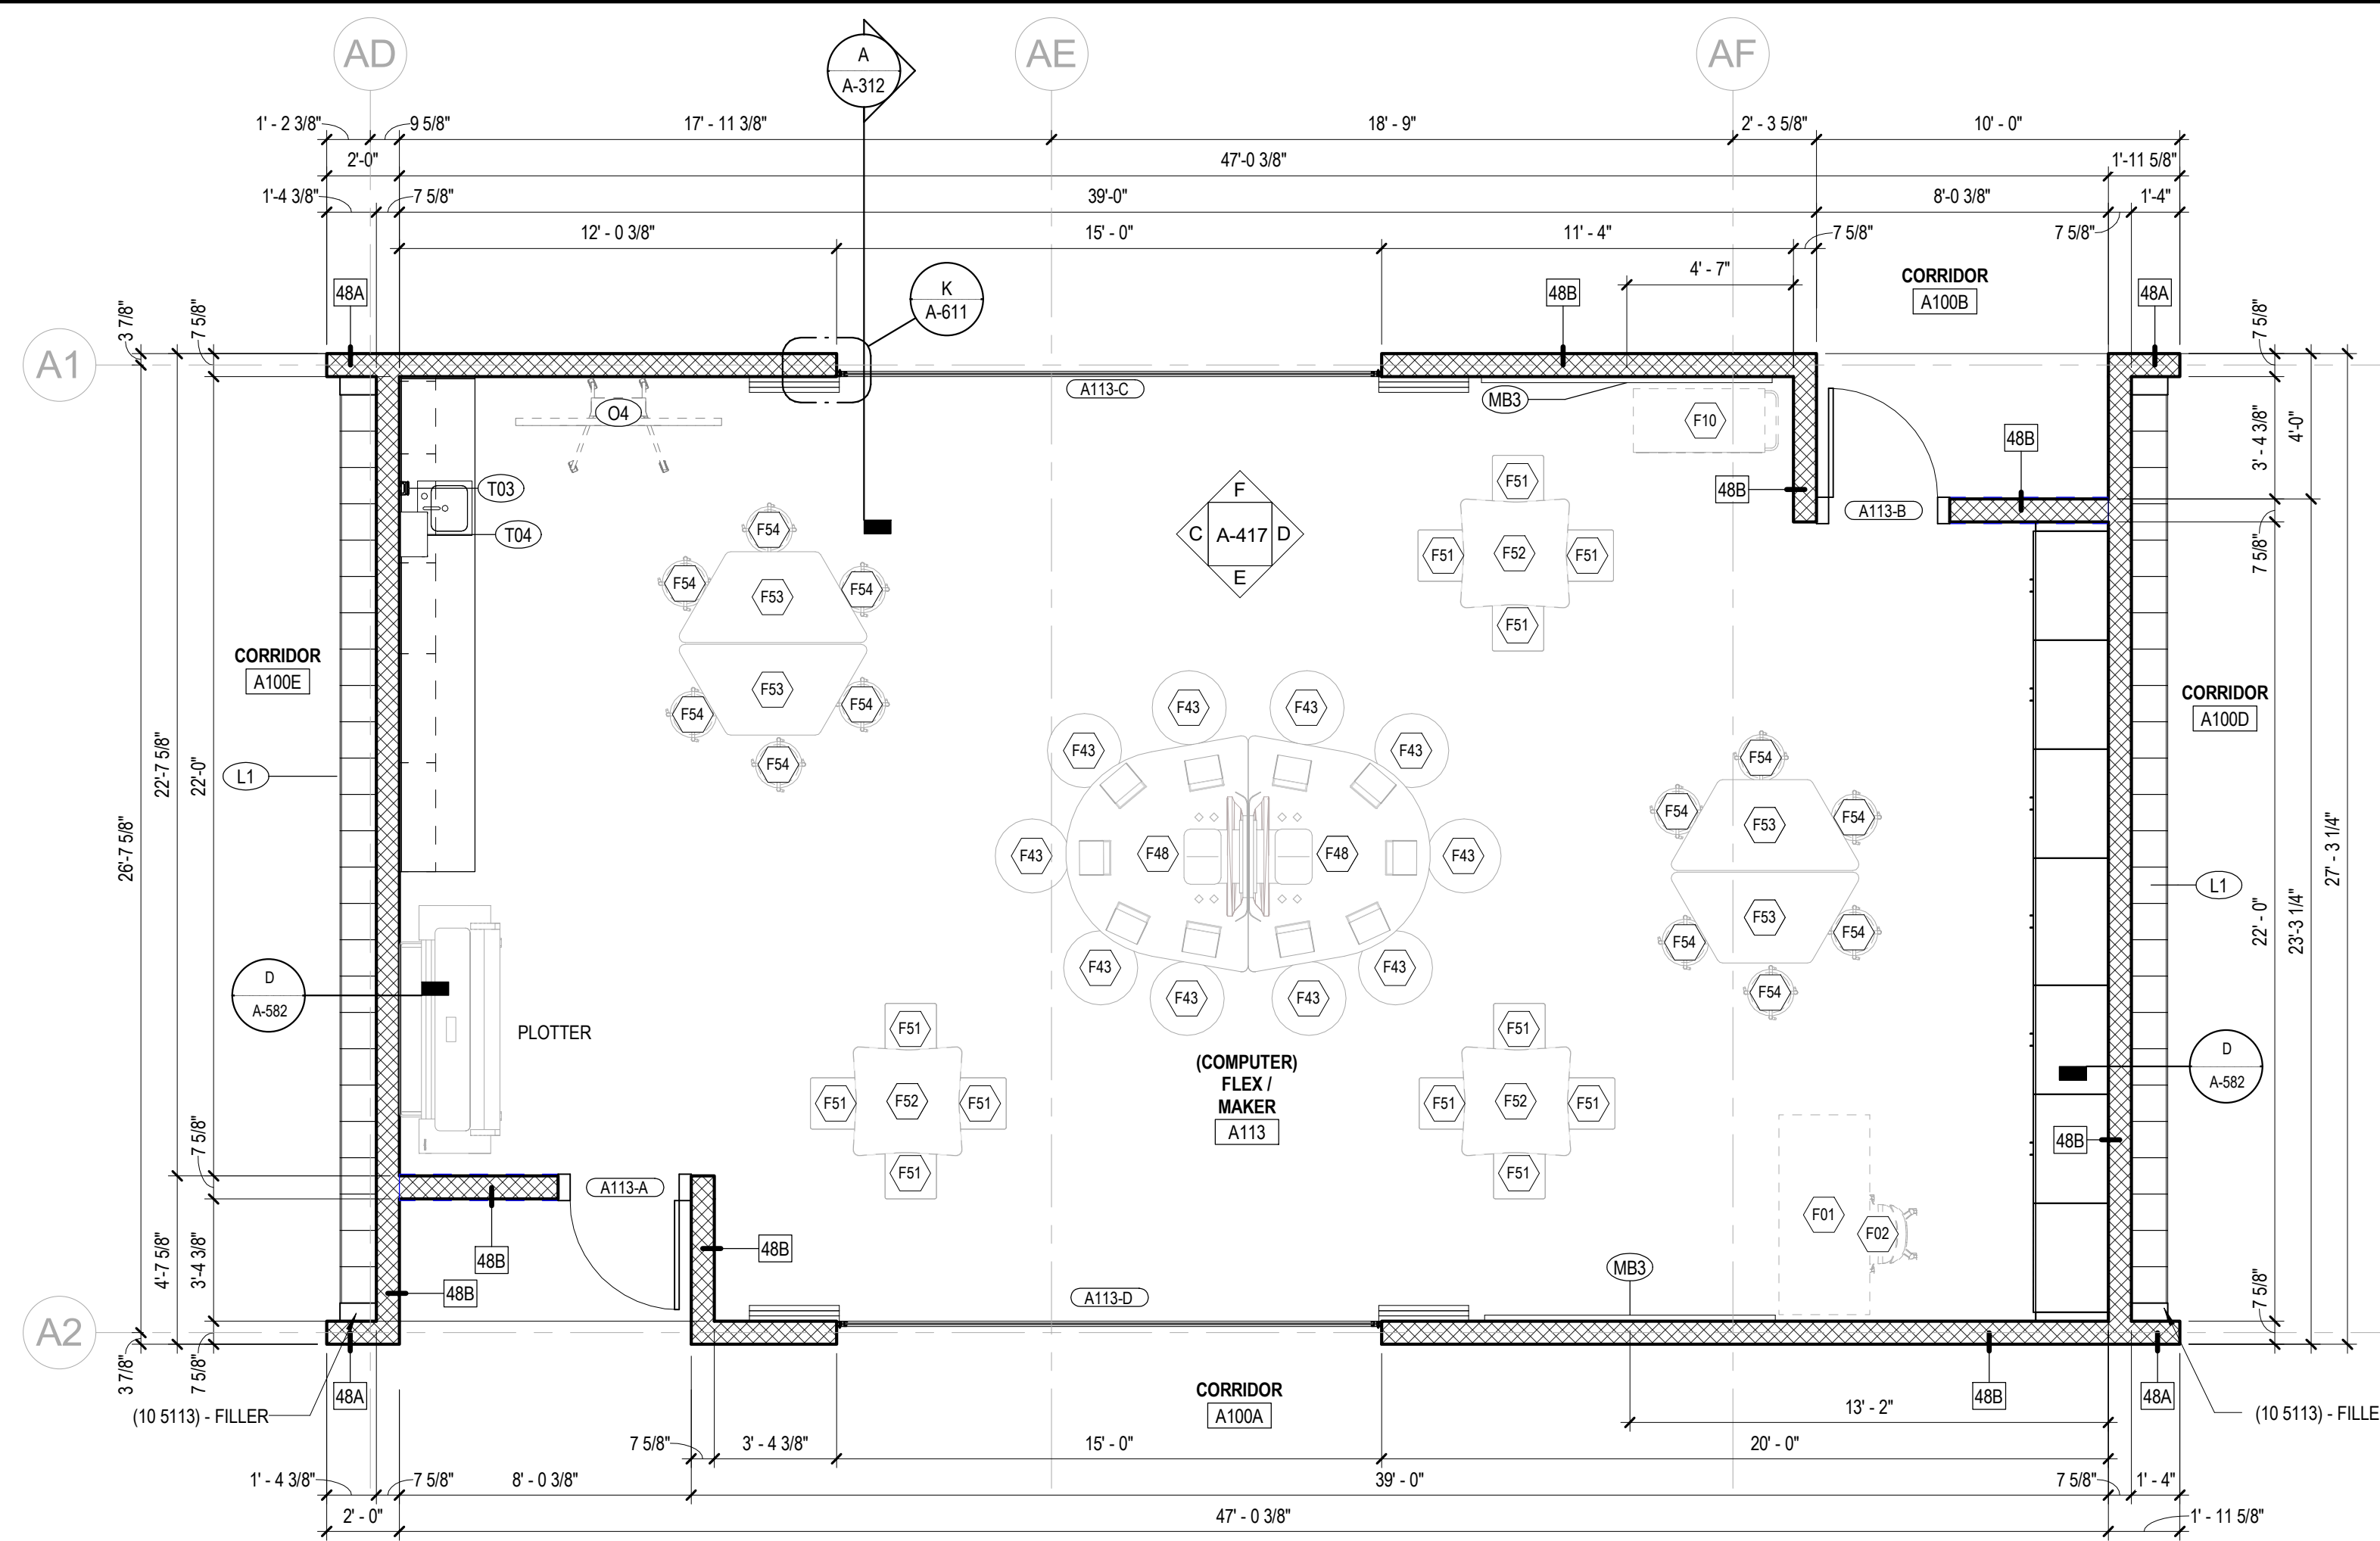 AD
AE
AF
A
A-312
1' - 2 3/8"
9 5/8"
17' - 11 3/8"
18' - 9"
2' - 3 5/8"
10' - 0"
2'-0"
47'-0 3/8"
1'-11 5/8"
1'-4 3/8"
7 5/8"
39'-0"
8'-0 3/8"
7 5/8"
1'-4"
12' - 0 3/8"
15' - 0"
11' - 4"
7 5/8"
4' - 7"
K
A-611
48A
48B
CORRIDOR
A100B
48A
3 7/8"
7 5/8"
7 5/8"
A1
A113-C
MB3
O4
F10
3' - 4 3/8"
4'-0"
48B
T03
F
C
A-417
D
E
F51
48B
A113-B
T04
F54
F54
F53
F54
F51
F52
F51
7 5/8"
F51
CORRIDOR
A100E
F53
F54
F54
F54
CORRIDOR
A100D
F43
F43
F43
F43
L1
22'-7 5/8"
22'-0"
26'-7 5/8"
F43
F48
F48
F43
F54
F54
F53
F54
27' - 3 1/4"
L1
F53
F54
F54
F54
22' - 0"
23'-3 1/4"
F43
F43
F43
F43
D
A-582
PLOTTER
F51
F51
F52
F51
F51
(COMPUTER)
FLEX /
MAKER
A113
F51
F51
F52
F51
F51
D
A-582
48B
7 5/8"
A113-A
F01
F02
48B
48B
48B
4'-7 5/8"
3'-4 3/8"
MB3
A113-D
7 5/8"
A2
3 7/8"
7 5/8"
48A
(10 5113) - FILLER
CORRIDOR
A100A
48B
48A
13' - 2"
(10 5113) - FILLE
7 5/8"
3' - 4 3/8"
15' - 0"
20' - 0"
1' - 4 3/8"
7 5/8"
8' - 0 3/8"
39' - 0"
7 5/8"
1' - 4"
2' - 0"
47' - 0 3/8"
1' - 11 5/8"